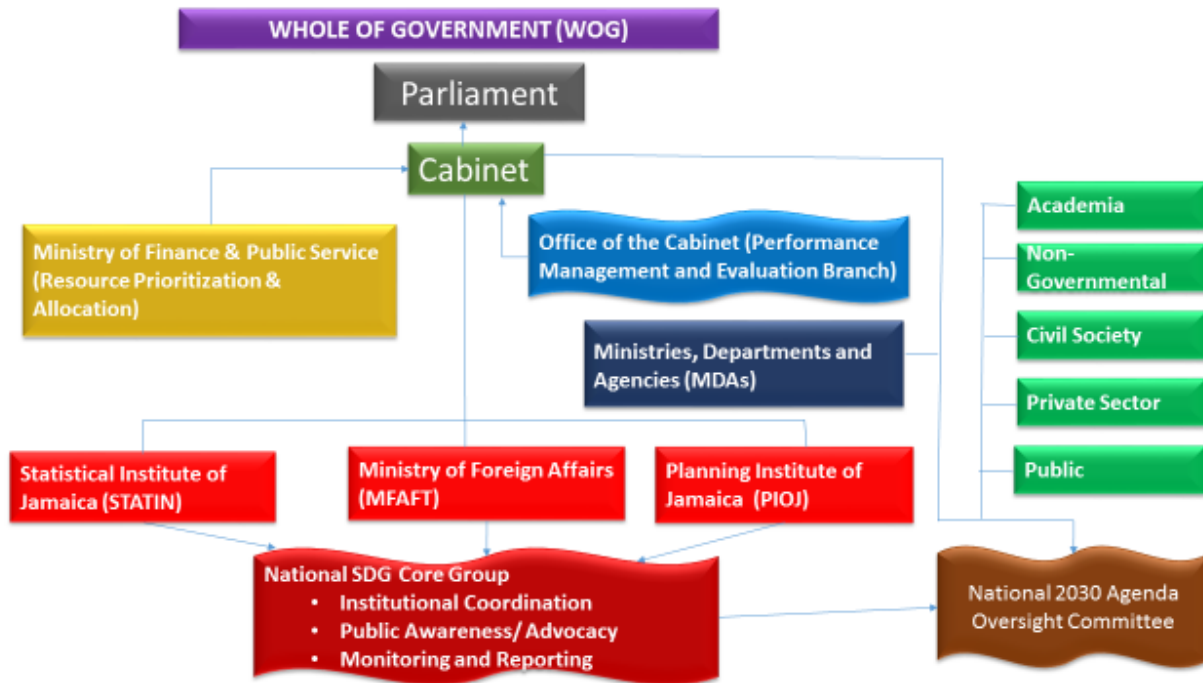 WHOLE OF GOVERNMENT (WOG)
Parliament
Cabinet
Ministry of Finance & Public Service
(Resource Prioritization &
Allocation)
Office of the Cabinet (Performance
Management and Evaluation Branch)
Ministries, Departments and
Agencies (MDAs)
Academia
Non-
Governmental
Civil Society
Private Sector
Public
Statistical Institute of
Jamaica (STATIN)
Ministry of Foreign Affairs
(MFAFT)
Planning Institute of
Jamaica (PIOJ)
National SDG Core Group
• Institutional Coordination
• Public Awareness/ Advocacy
• Monitoring and Reporting
National 2030 Agenda
Oversight Committee